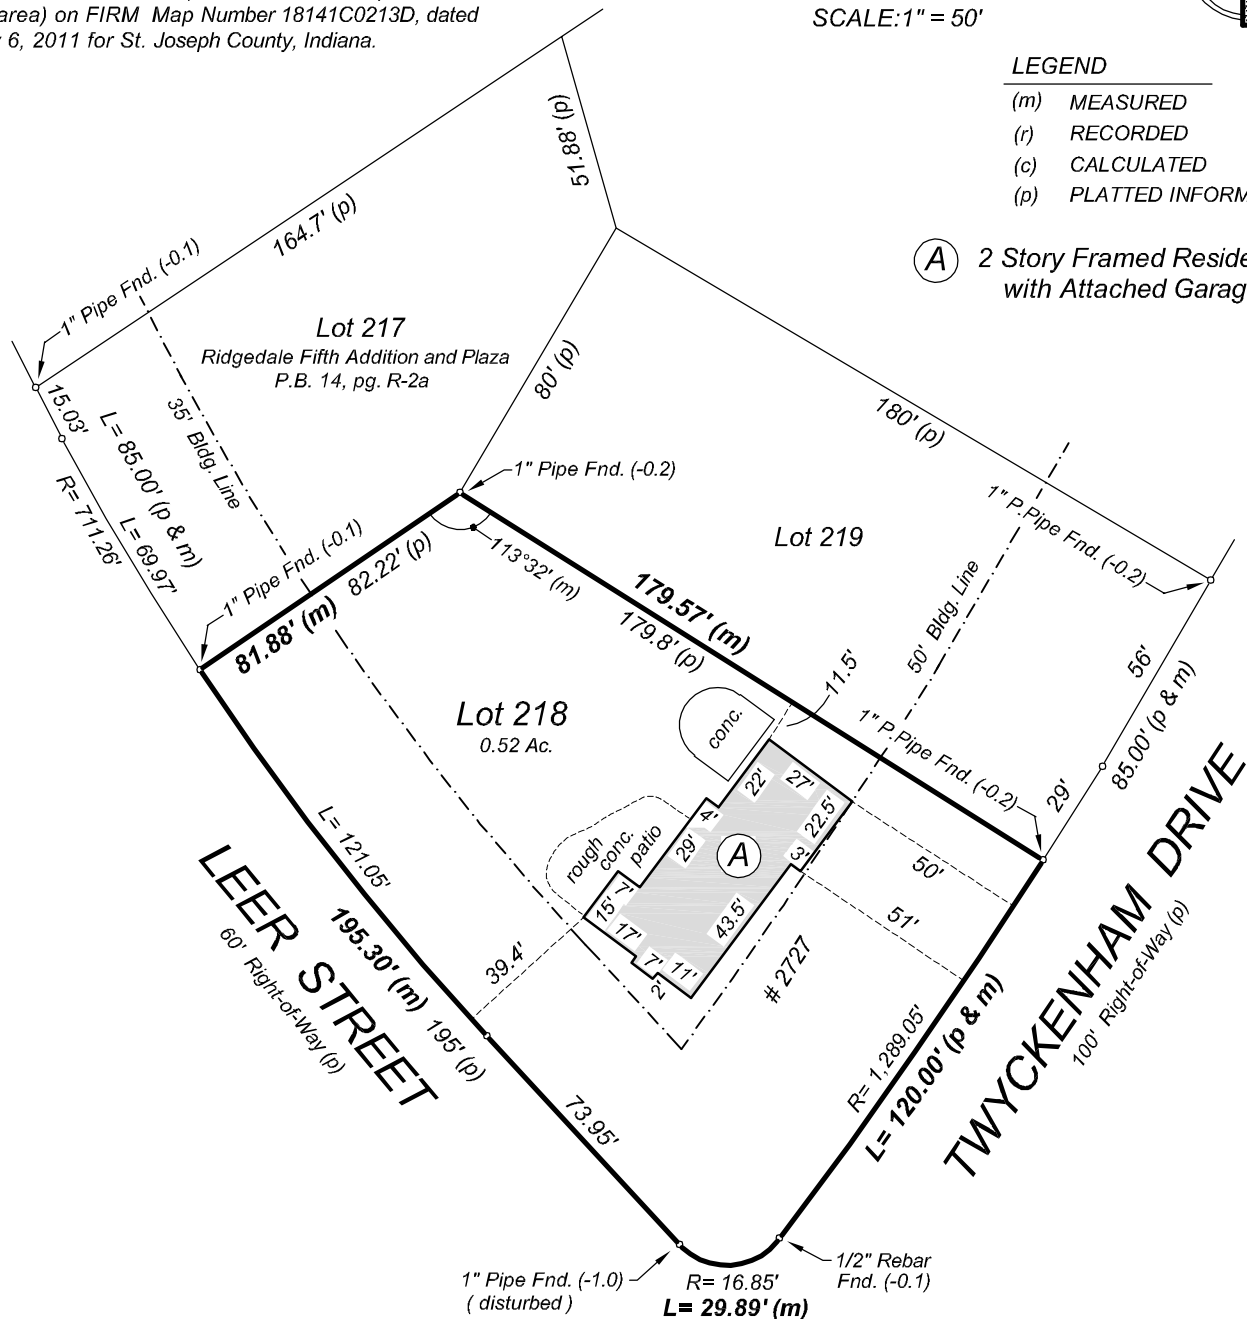 area) on FIRM Map Number 18141C0213D, dated
6, 2011 for St. Joseph County, Indiana.
SCALE:1" = 50'
LEGEND
(m) MEASURED
(r) RECORDED
(c) CALCULATED
(p) PLATTED INFORM
A 2 Story Framed Reside
with Attached Garag
51.88' (p)
164.7' (p)
1" Pipe Fnd. (-0.1)
Lot 217
Ridgedale Fifth Addition and Plaza
P.B. 14, pg. R-2a
80' (p)
180' (p)
15.03'
L= 85.00' (p & m)
35' Bldg. Line
R= 711.26'
L= 69.97'
1" Pipe Fnd. (-0.2)
1" P.Pipe Fnd. (-0.2)
Lot 219
1" Pipe Fnd. (-0.1)
82.22' (p)
81.88' (m)
113°32' (m)
179.57' (m)
179.8' (p)
50' Bldg. Line
56'
85.00' (p & m)
29'
11.5'
1" P.Pipe Fnd. (-0.2)
Lot 218
0.52 Ac.
conc.
22'
27'
4'
22.5'
29'
A
3'
rough
conc.
patio
7'
15'
17'
43.5'
7'
11'
2'
50'
51'
# 2727
L= 121.05'
39.4'
LEER STREET
60' Right-of-Way (p)
195.30' (m)
195' (p)
73.95'
R= 1,289.05'
L= 120.00' (p & m)
TWYCKENHAM DRIVE
100' Right-of-Way (p)
1" Pipe Fnd. (-1.0)
( disturbed )
R= 16.85'
L= 29.89' (m)
1/2" Rebar
Fnd. (-0.1)